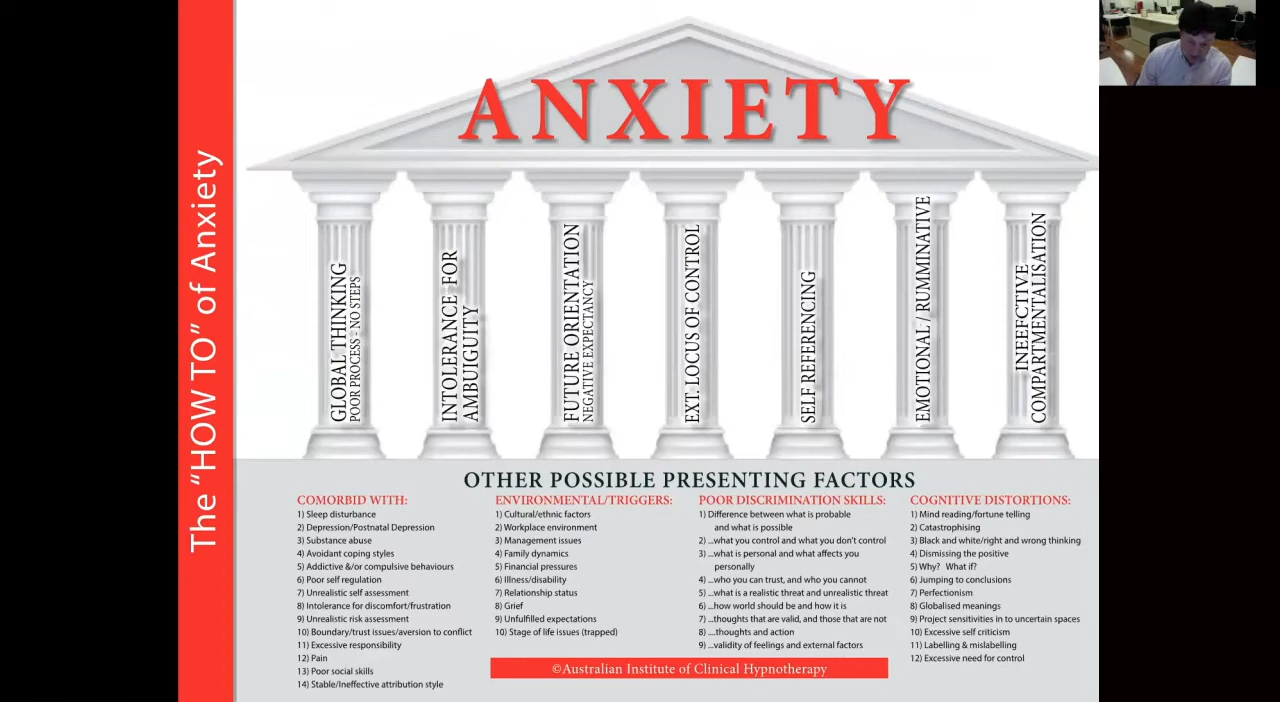 The "HOW TO" of Anxiety
ANXIETY
GLOBAL THINKING
POOR PROCESS - NO STEPS
INTOLERANCE FOR
AMBUIGUITY
FUTURE ORIENTATION
NEGATIVE EXPECTANCY
EXT. LOCUS OF CONTROL
SELF REFERENCING
EMOTIONAL / RUMMINATIVE
INEEFCTIVE
COMPARTMENTALISATION
OTHER POSSIBLE PRESENTING FACTORS
COMORBID WITH:
1) Sleep disturbance
2) Depression/Postnatal Depression
3) Substance abuse
4) Avoidant coping styles
5) Addictive &/or compulsive behaviours
6) Poor self regulation
7) Unrealistic self assessment
8) Intolerance for discomfort/frustration
9) Unrealistic risk assessment
10) Boundary/trust issues/aversion to conflict
11) Excessive responsibility
12) Pain
13) Poor social skills
14) Stable/Ineffective attribution style
ENVIRONMENTAL/TRIGGERS:
1) Cultural/ethnic factors
2) Workplace environment
3) Management issues
4) Family dynamics
5) Financial pressures
6) Illness/disability
7) Relationship status
8) Grief
9) Unfulfilled expectations
10) Stage of life issues (trapped)
POOR DISCRIMINATION SKILLS:
1) Difference between what is probable
and what is possible
2) ...what you control and what you don't control
3) ...what is personal and what affects you
personally
4) ...who you can trust, and who you cannot
5) ...what is a realistic threat and unrealistic threat
6) ...how world should be and how it is
7) ...thoughts that are valid, and those that are not
8) ....thoughts and action
9) ...validity of feelings and external factors
COGNITIVE DISTORTIONS:
1) Mind reading/fortune telling
2) Catastrophising
3) Black and white/right and wrong thinking
4) Dismissing the positive
5) Why? What if?
6) Jumping to conclusions
7) Perfectionism
8) Globalised meanings
9) Project sensitivities in to uncertain spaces
10) Excessive self criticism
11) Labelling & mislabelling
12) Excessive need for control
©Australian Institute of Clinical Hypnotherapy